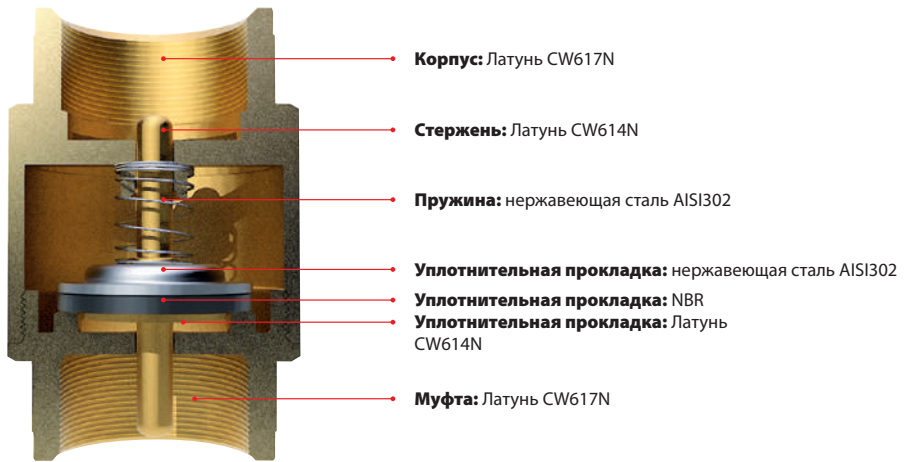 Корпус: Латунь CW617N
Стержень: Латунь CW614N
Пружина: нержавеющая сталь AISI302
Уплотнительная прокладка: нержавеющая сталь AISI302
Уплотнительная прокладка: NBR
Уплотнительная прокладка: Латунь
CW614N
Муфта: Латунь CW617N